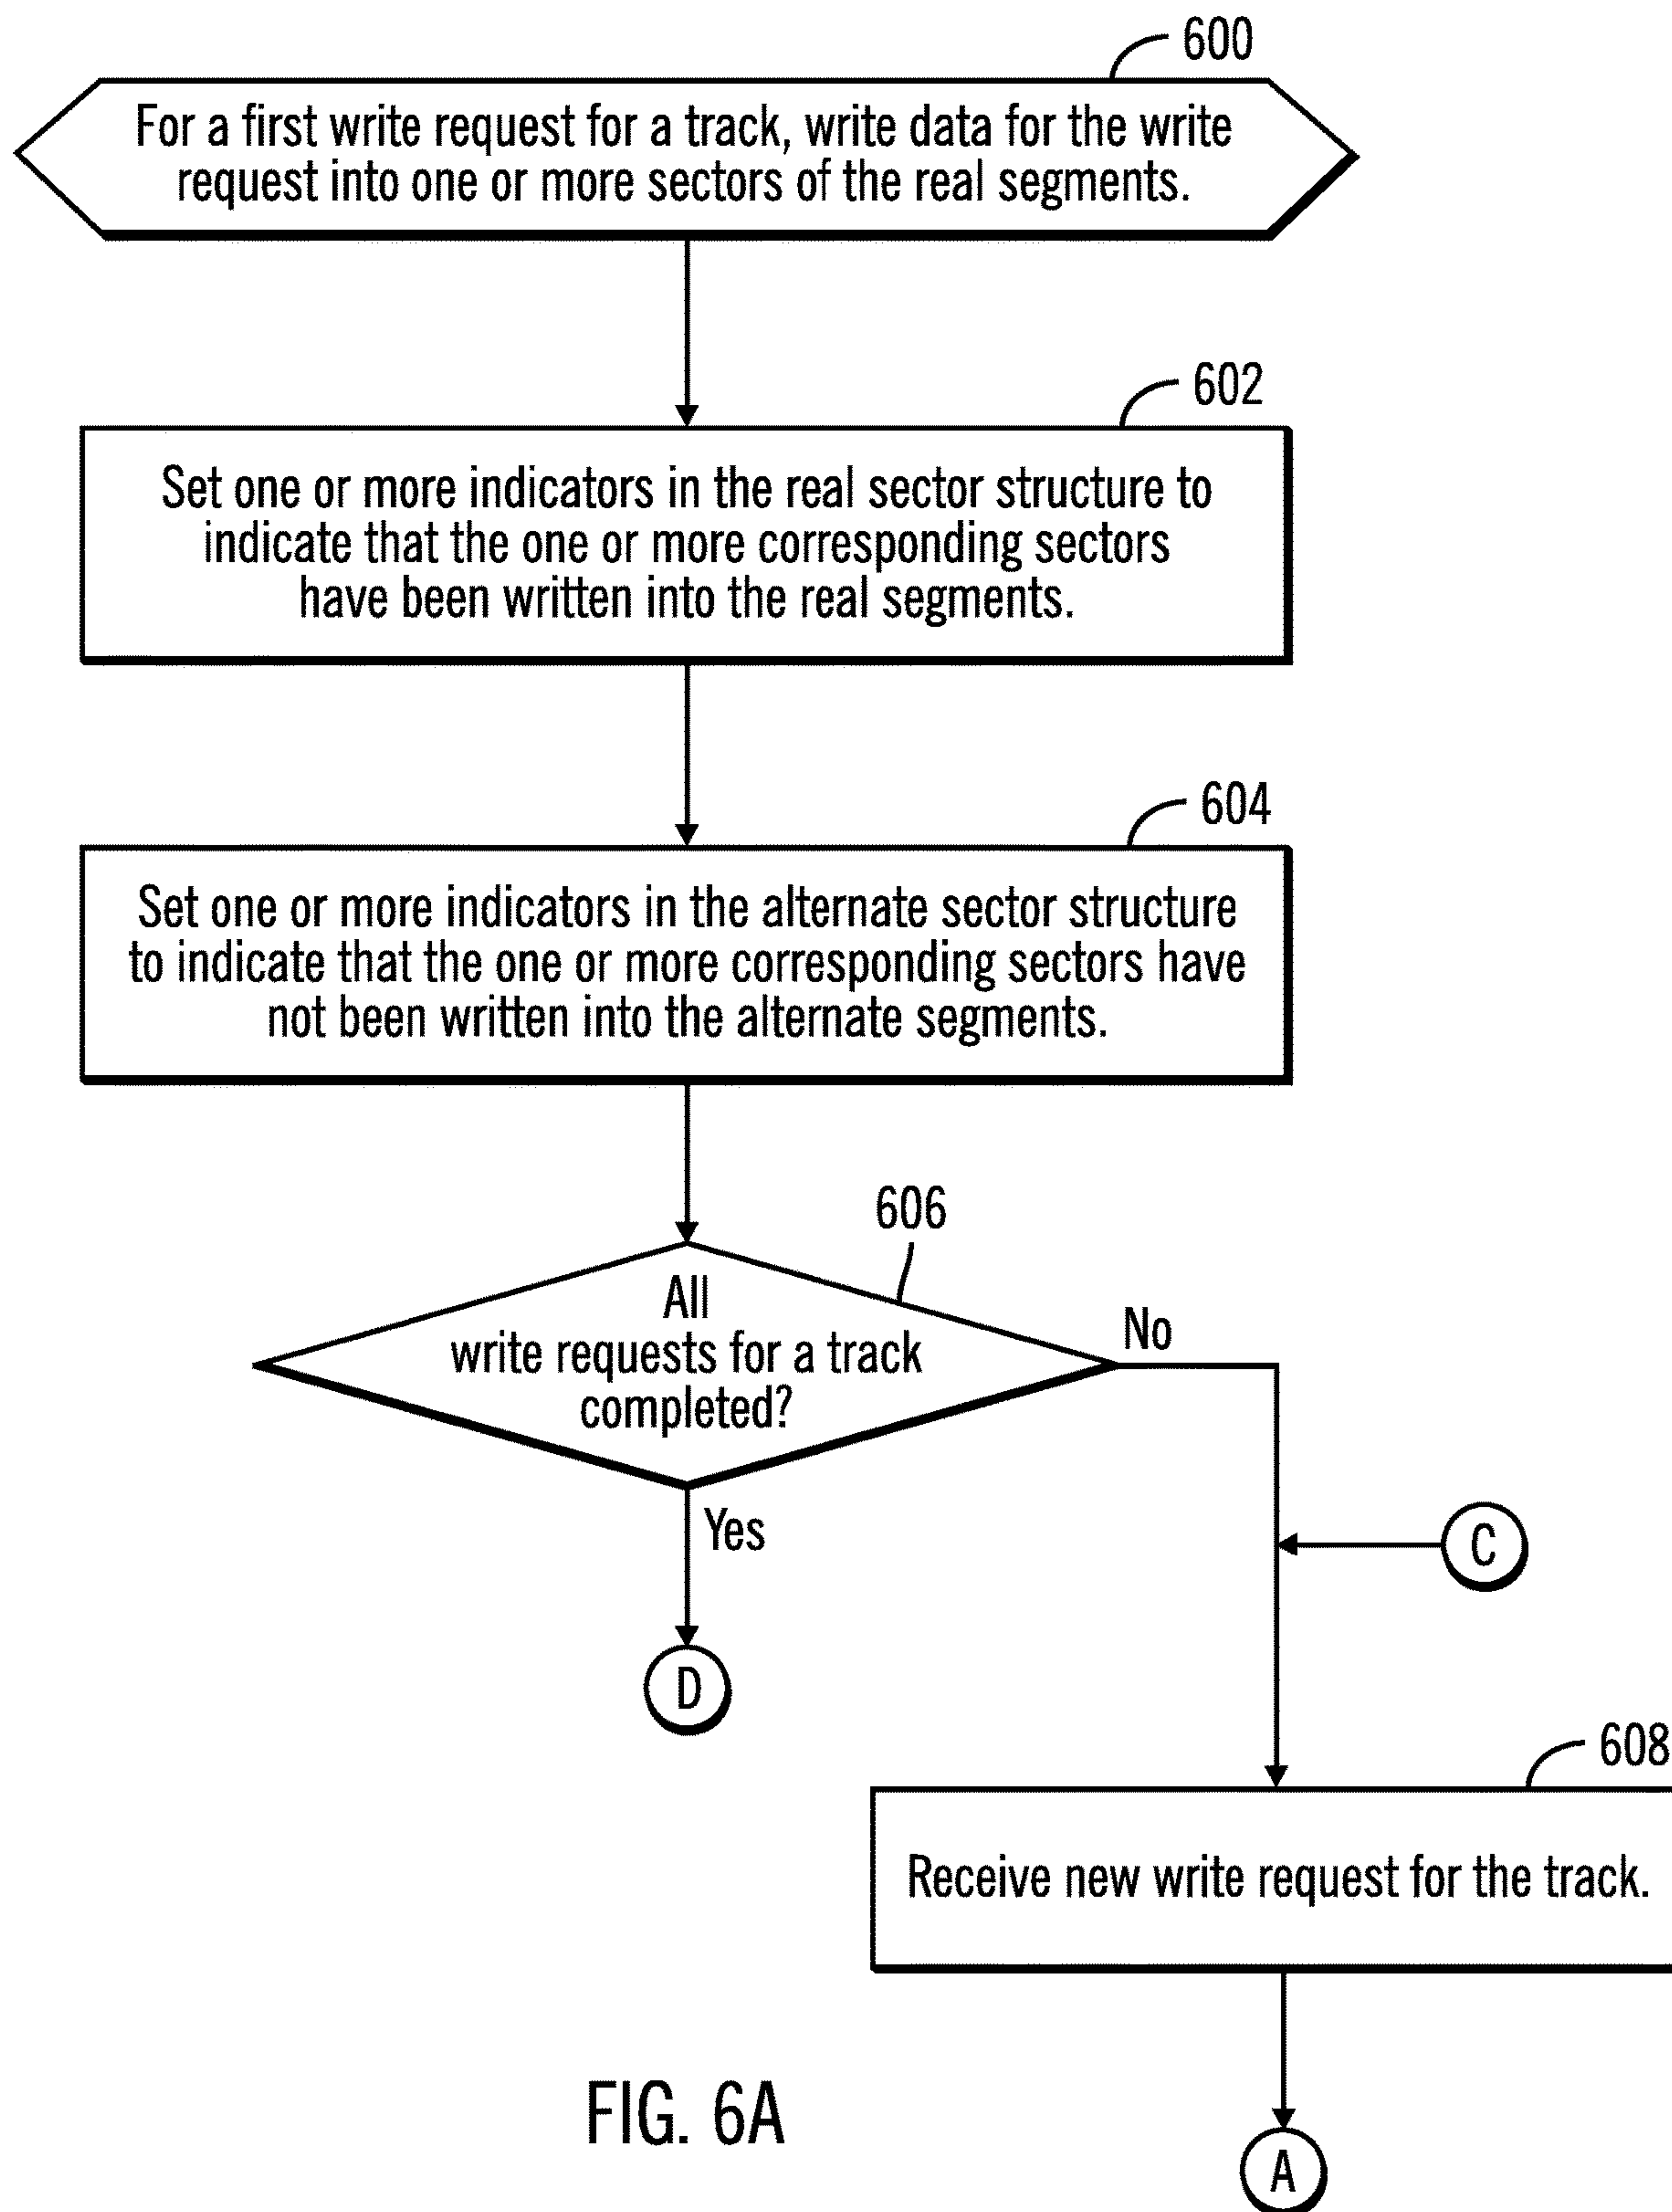 600
For a first write request for a track, write data for the write
request into one or more sectors of the real segments.
602
Set one or more indicators in the real sector structure to
indicate that the one or more corresponding sectors
have been written into the real segments.
604
Set one or more indicators in the alternate sector structure
to indicate that the one or more corresponding sectors have
not been written into the alternate segments.
606
All
write requests for a track
completed?
No
Yes
C
D
608
Receive new write request for the track.
FIG. 6A
A